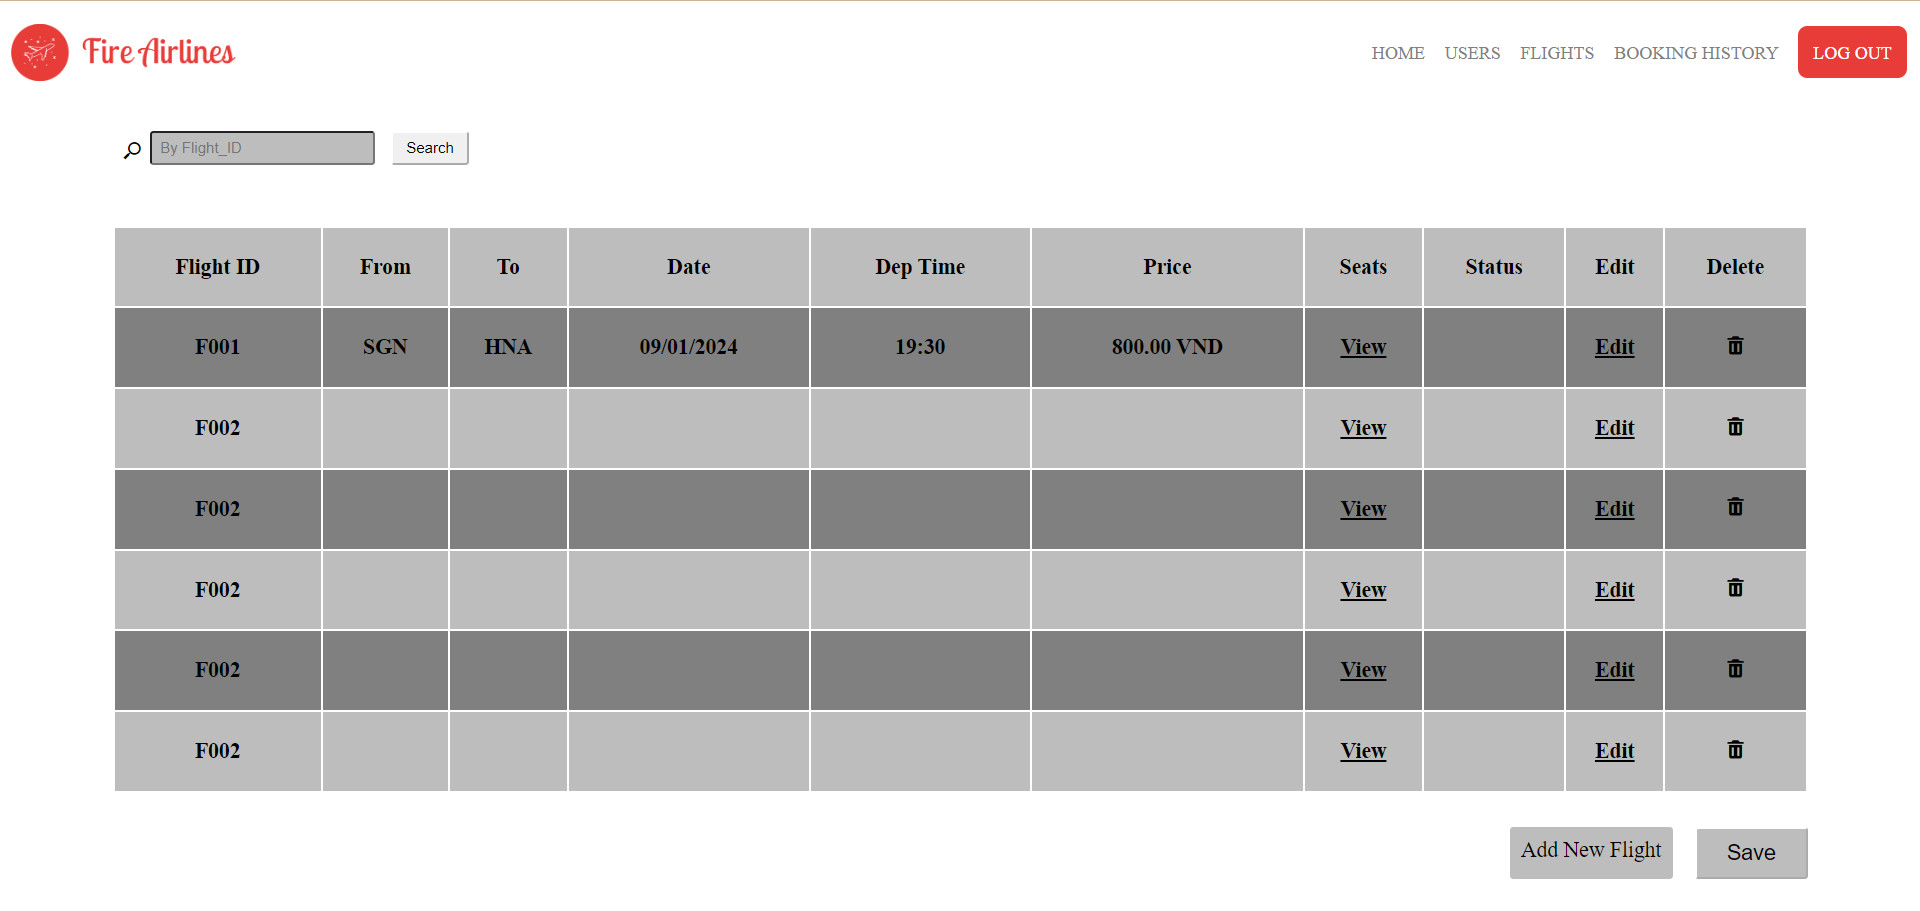 Fire Airlines
HOME USERS FLIGHTS BOOKING HISTORY LOG OUT
By Flight_ID Search
Flight ID From To Date Dep Time Price Seats Status Edit Delete
F001 SGN HNA 09/01/2024 19:30 800.00 VND View Edit
F002 View Edit
F002 View Edit
F002 View Edit
F002 View Edit
F002 View Edit
Add New Flight Save